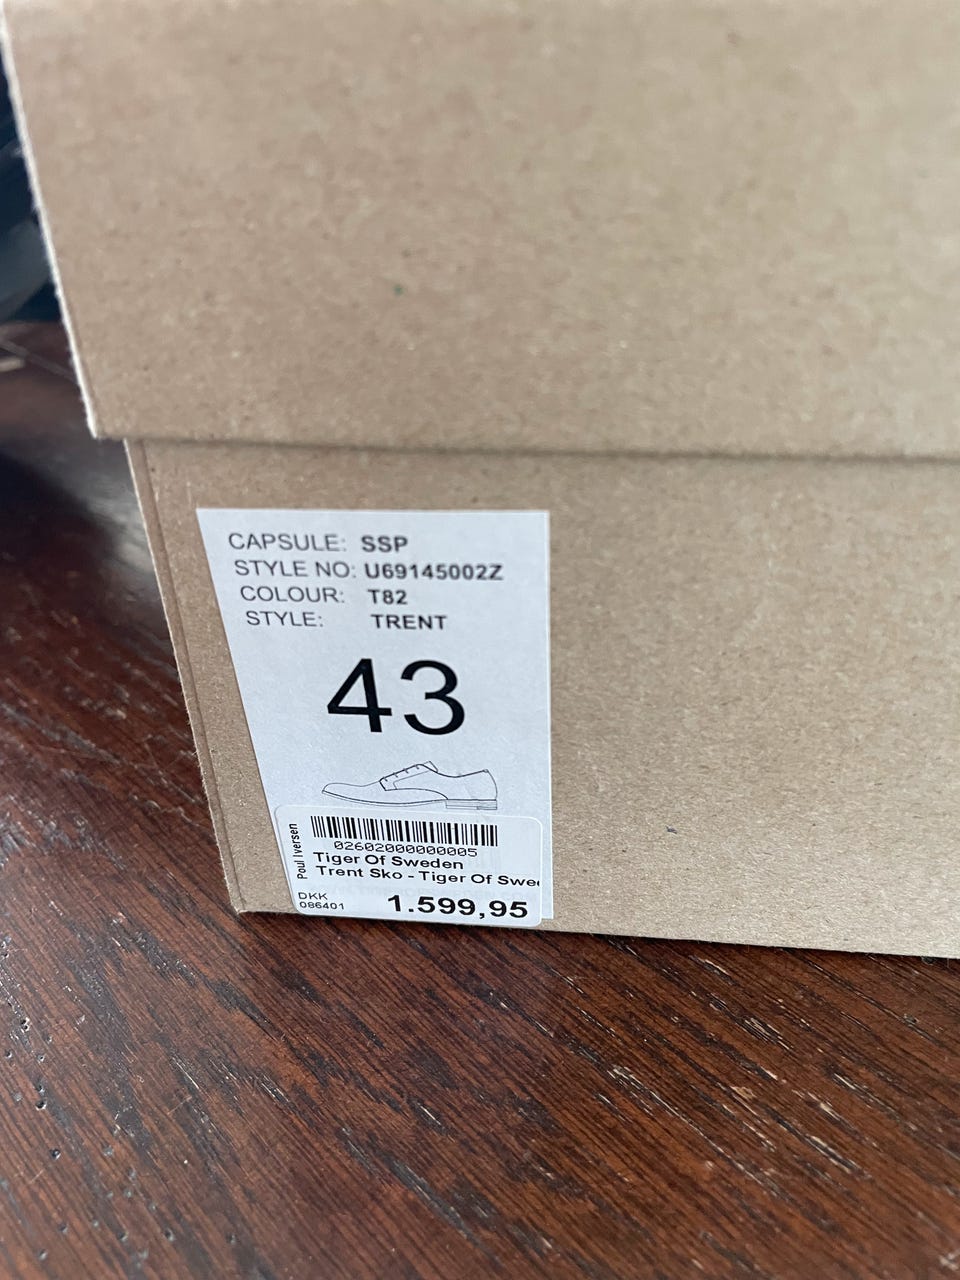 CAPSULE: SSP
STYLE NO: U69145002Z
COLOUR: T82
STYLE: TRENT
43
Poul Iversen
02602000000005
Tiger Of Sweden
Trent Sko - Tiger Of Swe
DKK
086401
1.599,95